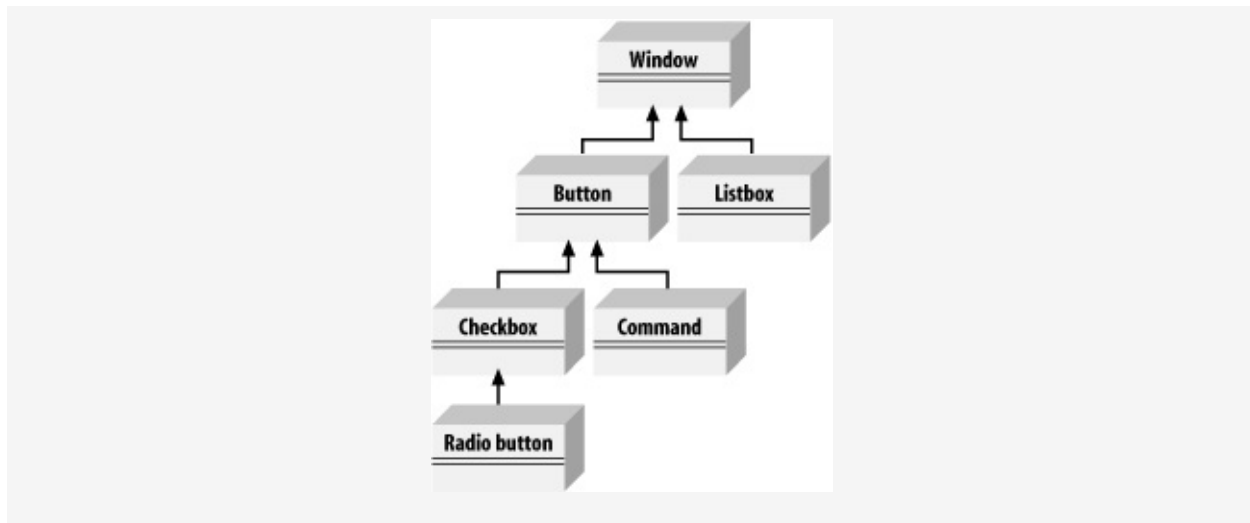 Window
Button
Listbox
Checkbox
Command
Radio button